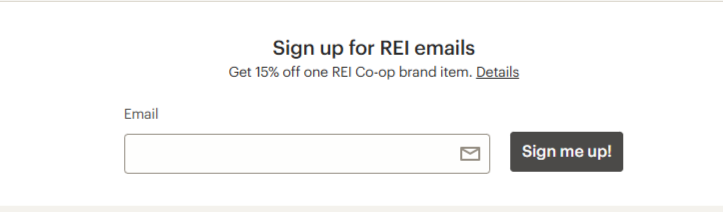 Sign up for REI emails
Get 15% off one REI Co-op brand item. Details
Email
Sign me up!